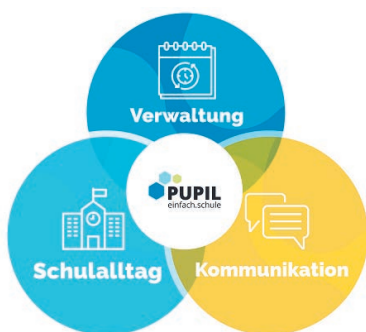 Verwaltung
PUPIL
einfach.schule
Schulalltag
Kommunikation